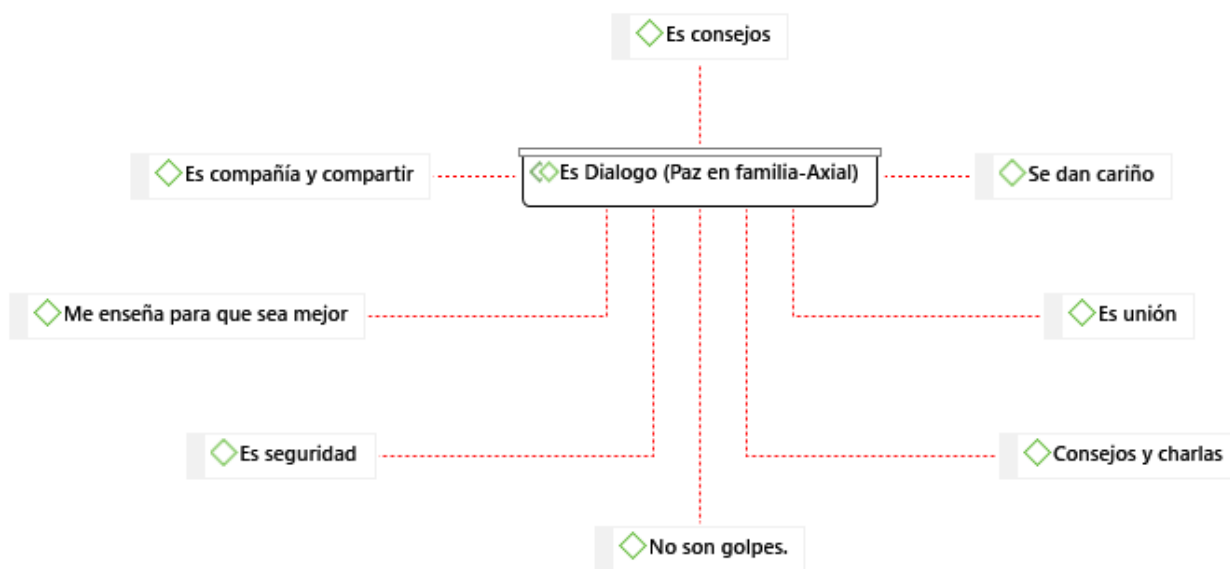 Es consejos
Es compañía y compartir
Es Dialogo (Paz en familia-Axial)
Se dan cariño
Me enseña para que sea mejor
Es unión
Es seguridad
Consejos y charlas
No son golpes.